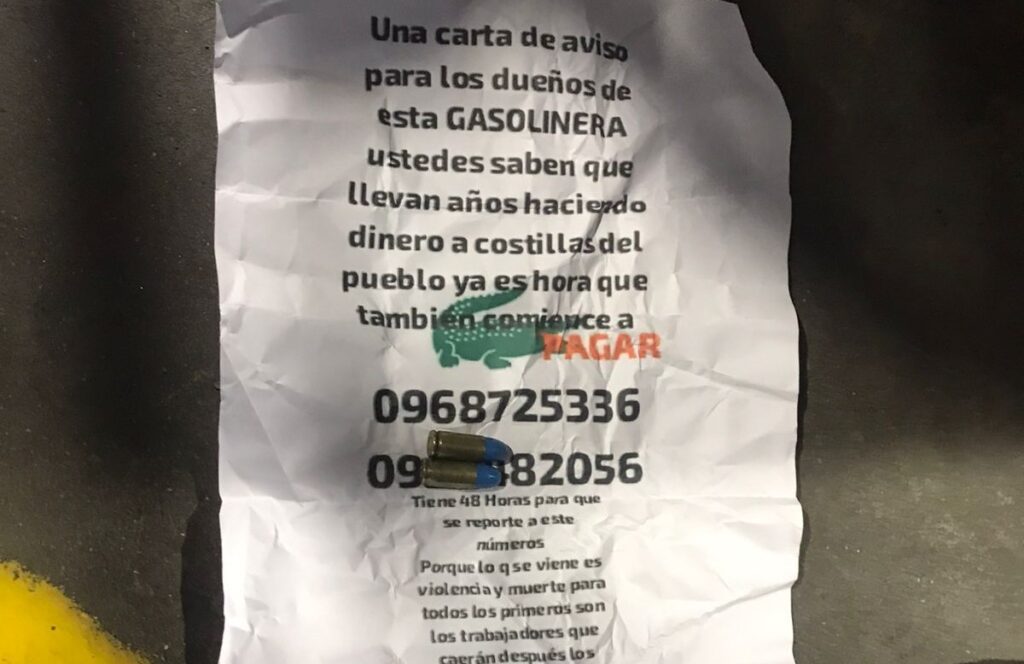 Una carta de aviso
para los dueños de
esta GASOLINERA
ustedes saben que
llevan años haciendo
dinero a costillas del
pueblo ya es hora que
también comience a
PAGAR
0968725336
09 82056
Tiene 48 Horas para que
se reporte a este
números
Porque lo q se viene es
violencia y muerte para
todos los primeros son
los trabajadores que
caerán después los